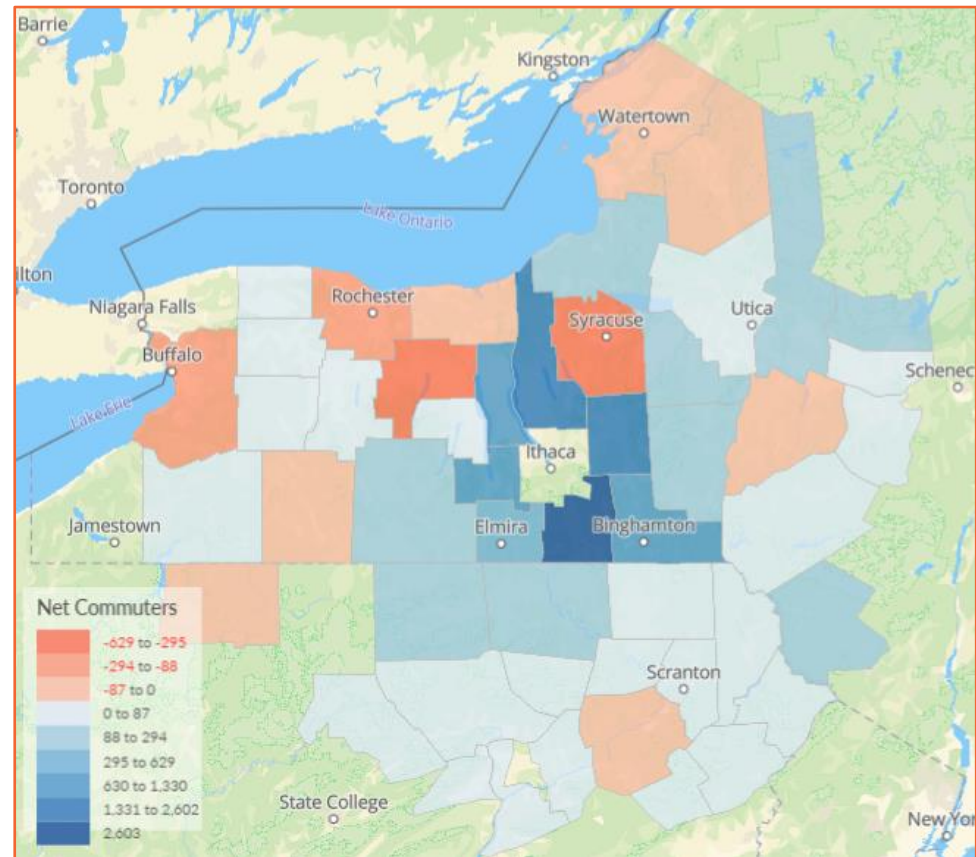 Barrie
Kingston
Watertown
Toronto
Lake Ontario
ilton
Niagara Falls
Rochester
Syracuse
Utica
Buffalo
Schenec
Lake Erie
Ithaca
Jamestown
Elmira
Binghamton
Net Commuters
-629 to -295
-294 to -88
-87 to 0
0 to 87
88 to 294
295 to 629
630 to 1,330
1,331 to 2,602
2,603
Scranton
State College
New Yor